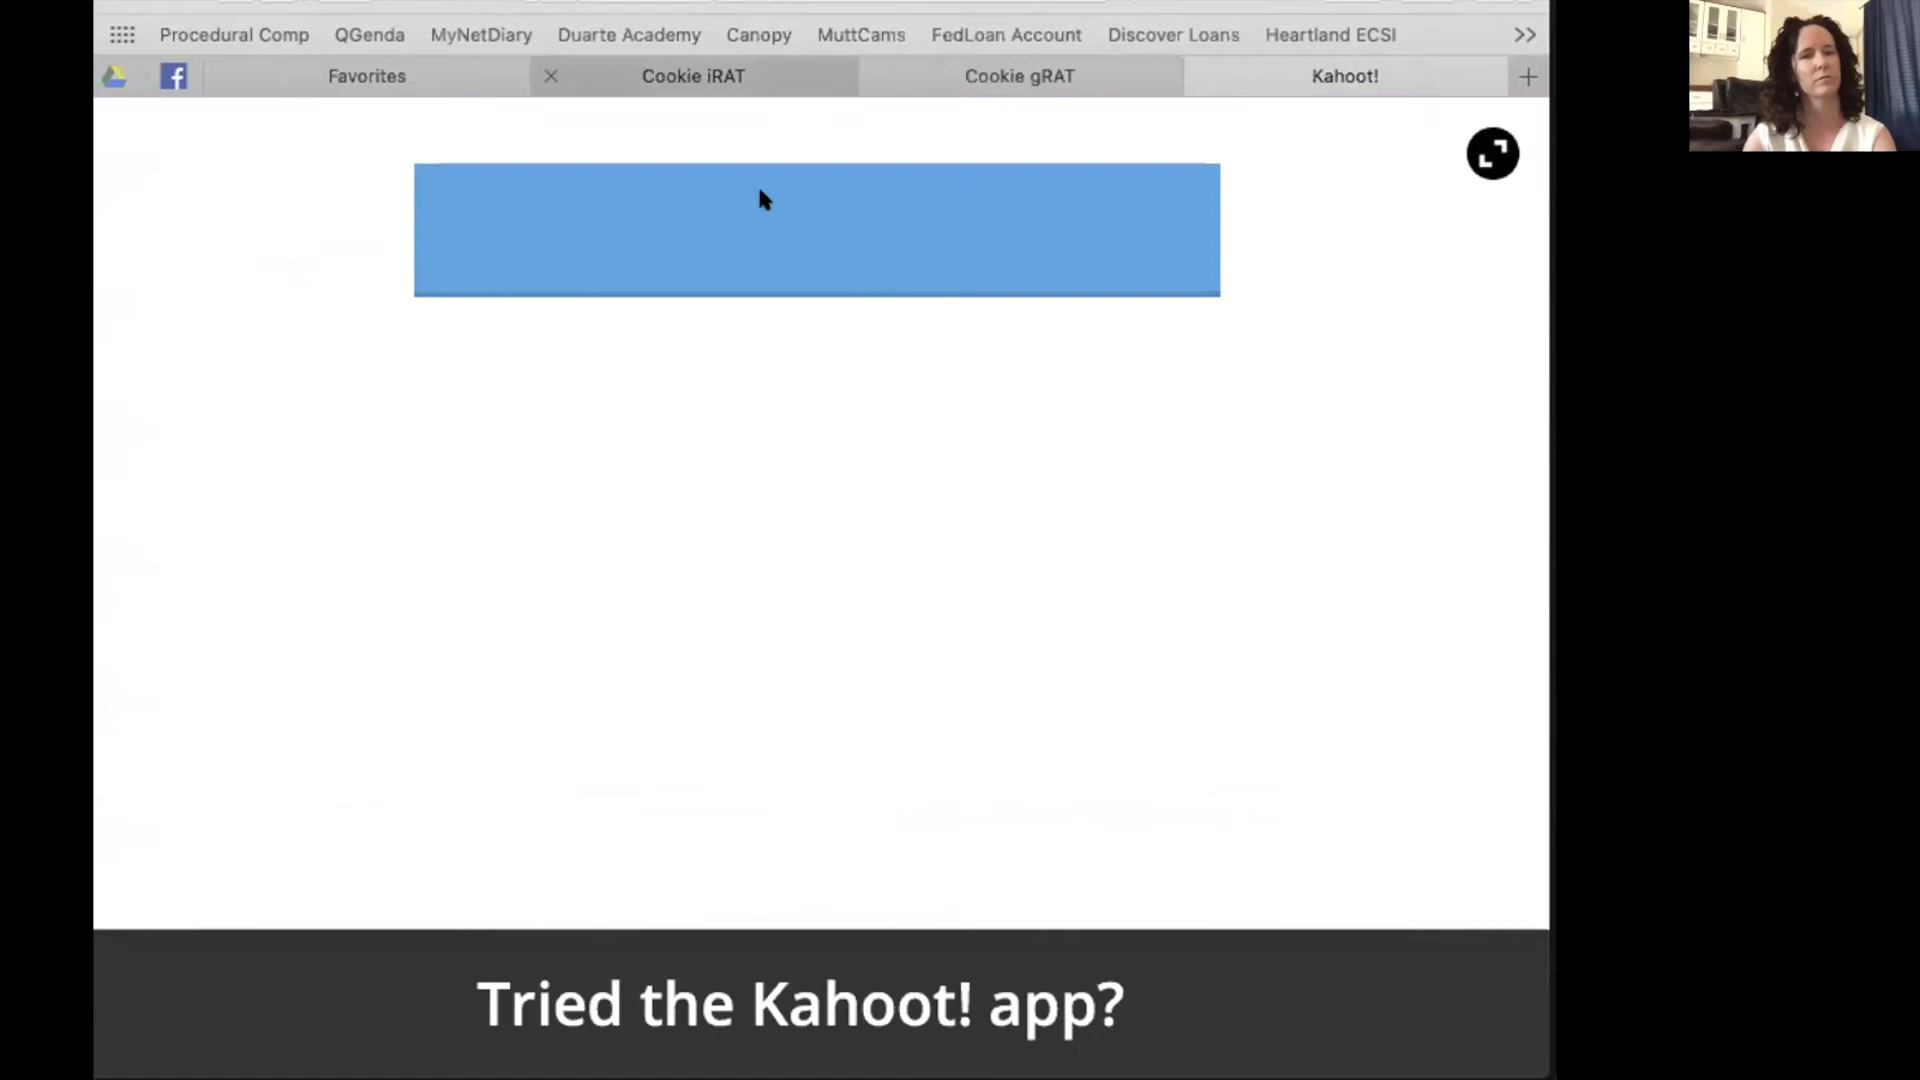 Procedural Comp QGenda MyNetDiary Duarte Academy Canopy MuttCams FedLoan Account Discover Loans Heartland ECSI >>
Favorites Cookie iRAT Cookie gRAT Kahoot!
Tried the Kahoot! app?